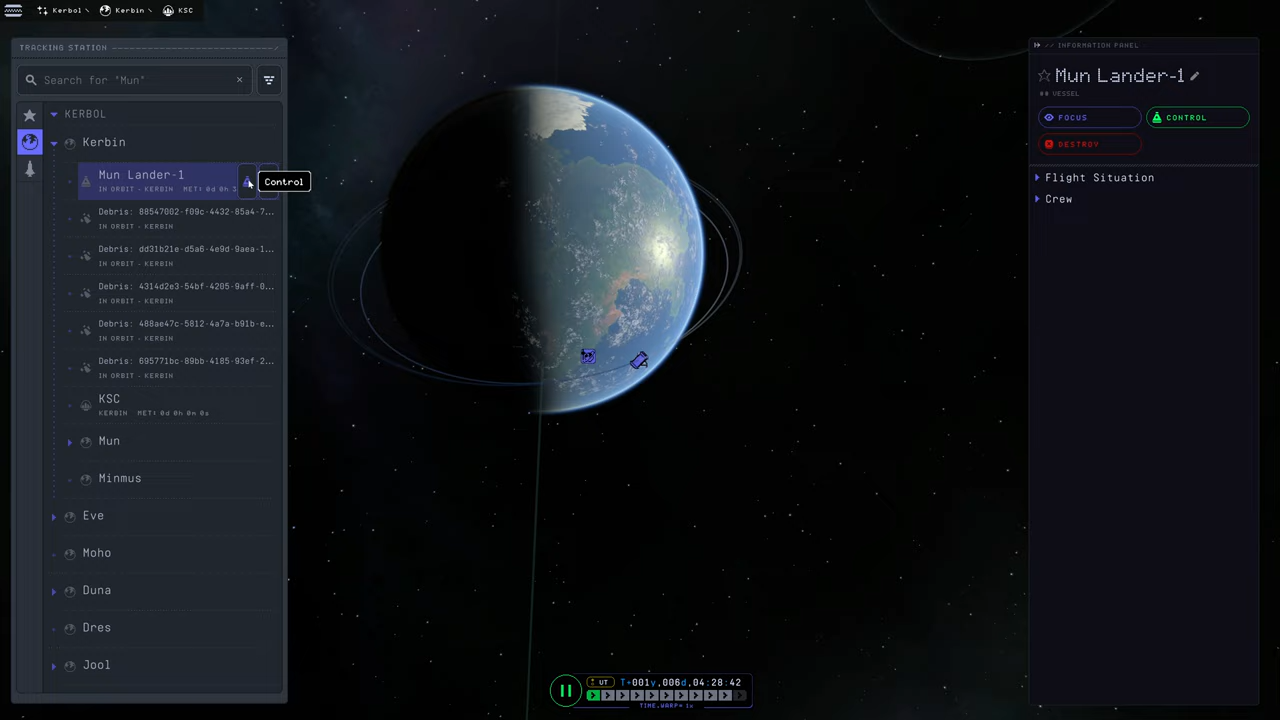 Kerbol \ Kerbin \ KSC
TRACKING STATION
Search for "Mun"
KERBOL
Kerbin
Mun Lander-1
IN ORBIT - KERBIN MET: 0d 0h
Control
Debris: 88547002-f09c-4432-85a4-7...
IN ORBIT - KERBIN
Debris: dd31b21e-d5a6-4e9d-9aea-1...
IN ORBIT - KERBIN
Debris: 4314d2e3-54bf-4205-9aff-0...
IN ORBIT - KERBIN
Debris: 488ae47c-5812-4a7a-b91b-e...
IN ORBIT - KERBIN
Debris: 695771bc-89bb-4185-93ef-2...
IN ORBIT - KERBIN
KSC
KERBIN MET: 0d 0h 0m 0s
Mun
Minmus
Eve
Moho
Duna
Dres
Jool
// INFORMATION PANEL
Mun Lander-1
VESSEL
FOCUS
CONTROL
DESTROY
Flight Situation
Crew
UT T+001y,006d,04:28:42
TIME.WARP= 1x